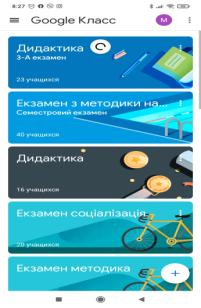 8:27
Google Класс
М
Дидактика
3-А екзамен
23 учащихся
Екзамен з методики на...
Семестровий екзамен
40 учащихся
Дидактика
16 учащихся
Екзамен соціалізація
20 учащихся
Екзамен методика